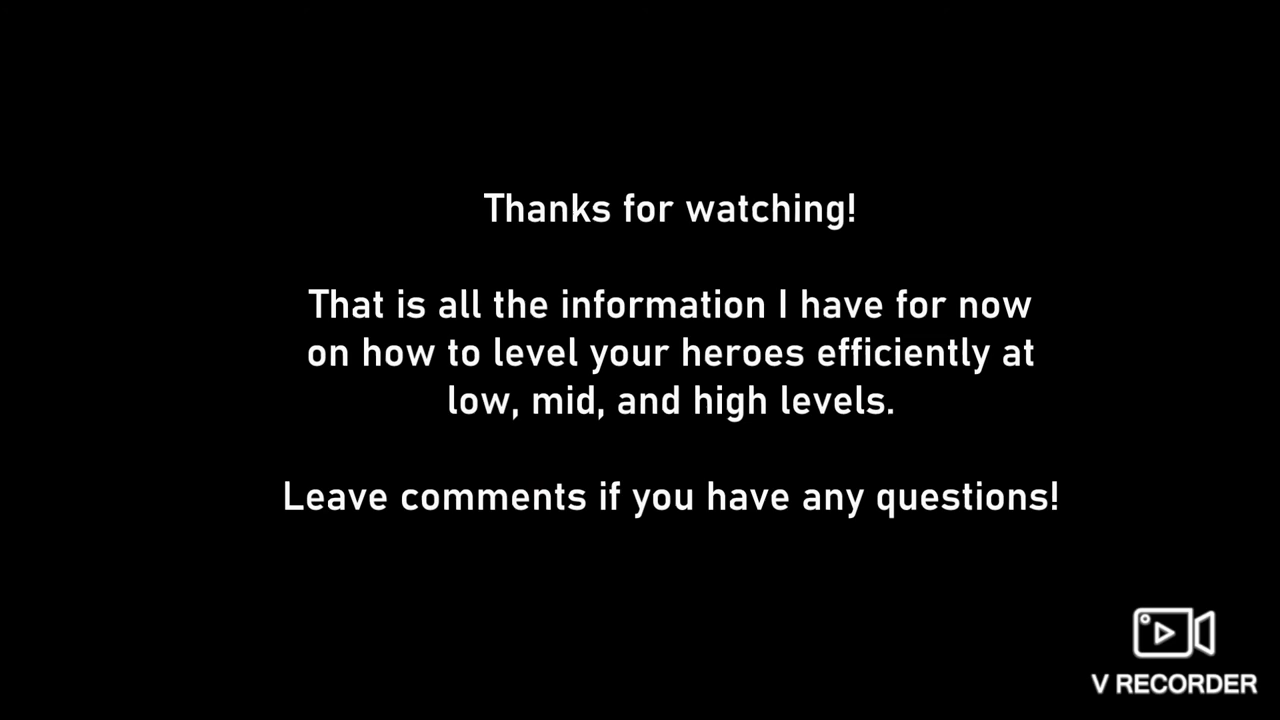 Thanks for watching!
That is all the information I have for now
on how to level your heroes efficiently at
low, mid, and high levels.
Leave comments if you have any questions!
V RECORDER